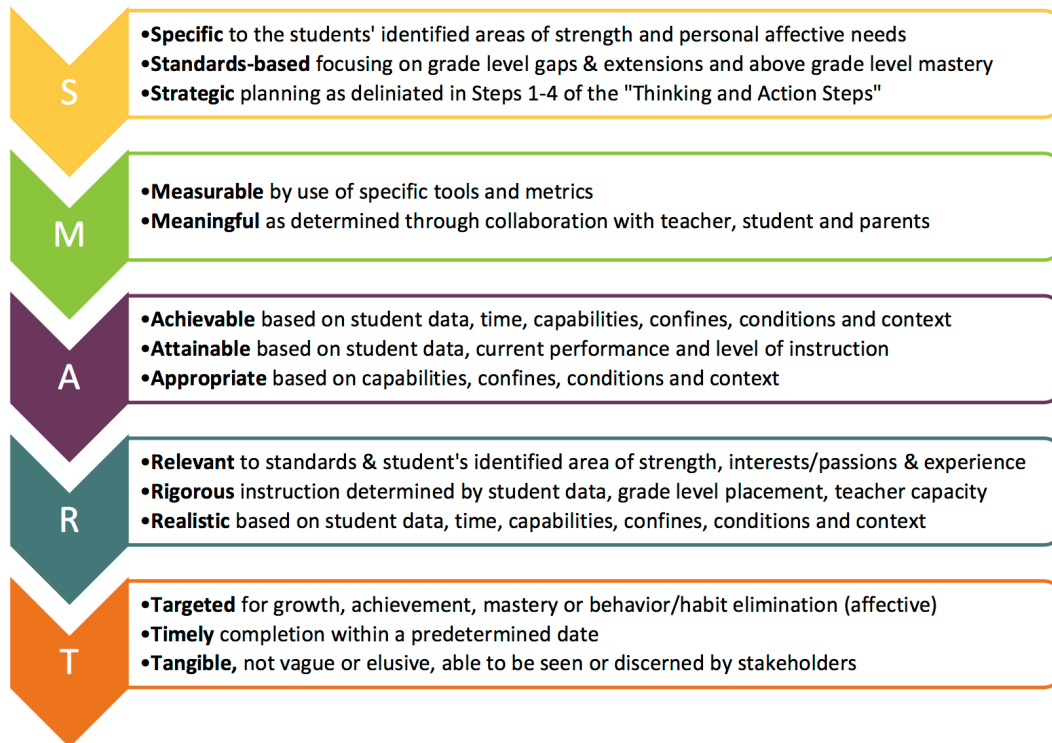 S
•Specific to the students' identified areas of strength and personal affective needs
•Standards-based focusing on grade level gaps & extensions and above grade level mastery
•Strategic planning as deliniated in Steps 1-4 of the "Thinking and Action Steps"
M
•Measurable by use of specific tools and metrics
•Meaningful as determined through collaboration with teacher, student and parents
A
•Achievable based on student data, time, capabilities, confines, conditions and context
•Attainable based on student data, current performance and level of instruction
•Appropriate based on capabilities, confines, conditions and context
R
•Relevant to standards & student's identified area of strength, interests/passions & experience
•Rigorous instruction determined by student data, grade level placement, teacher capacity
•Realistic based on student data, time, capabilities, confines, conditions and context
T
•Targeted for growth, achievement, mastery or behavior/habit elimination (affective)
•Timely completion within a predetermined date
•Tangible, not vague or elusive, able to be seen or discerned by stakeholders